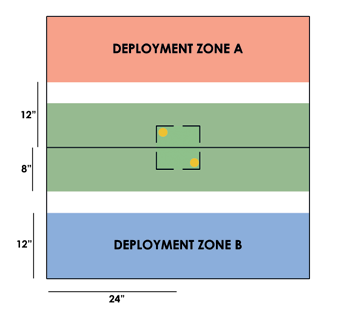 DEPLOYMENT ZONE A
12"
8"
12"
DEPLOYMENT ZONE B
24"